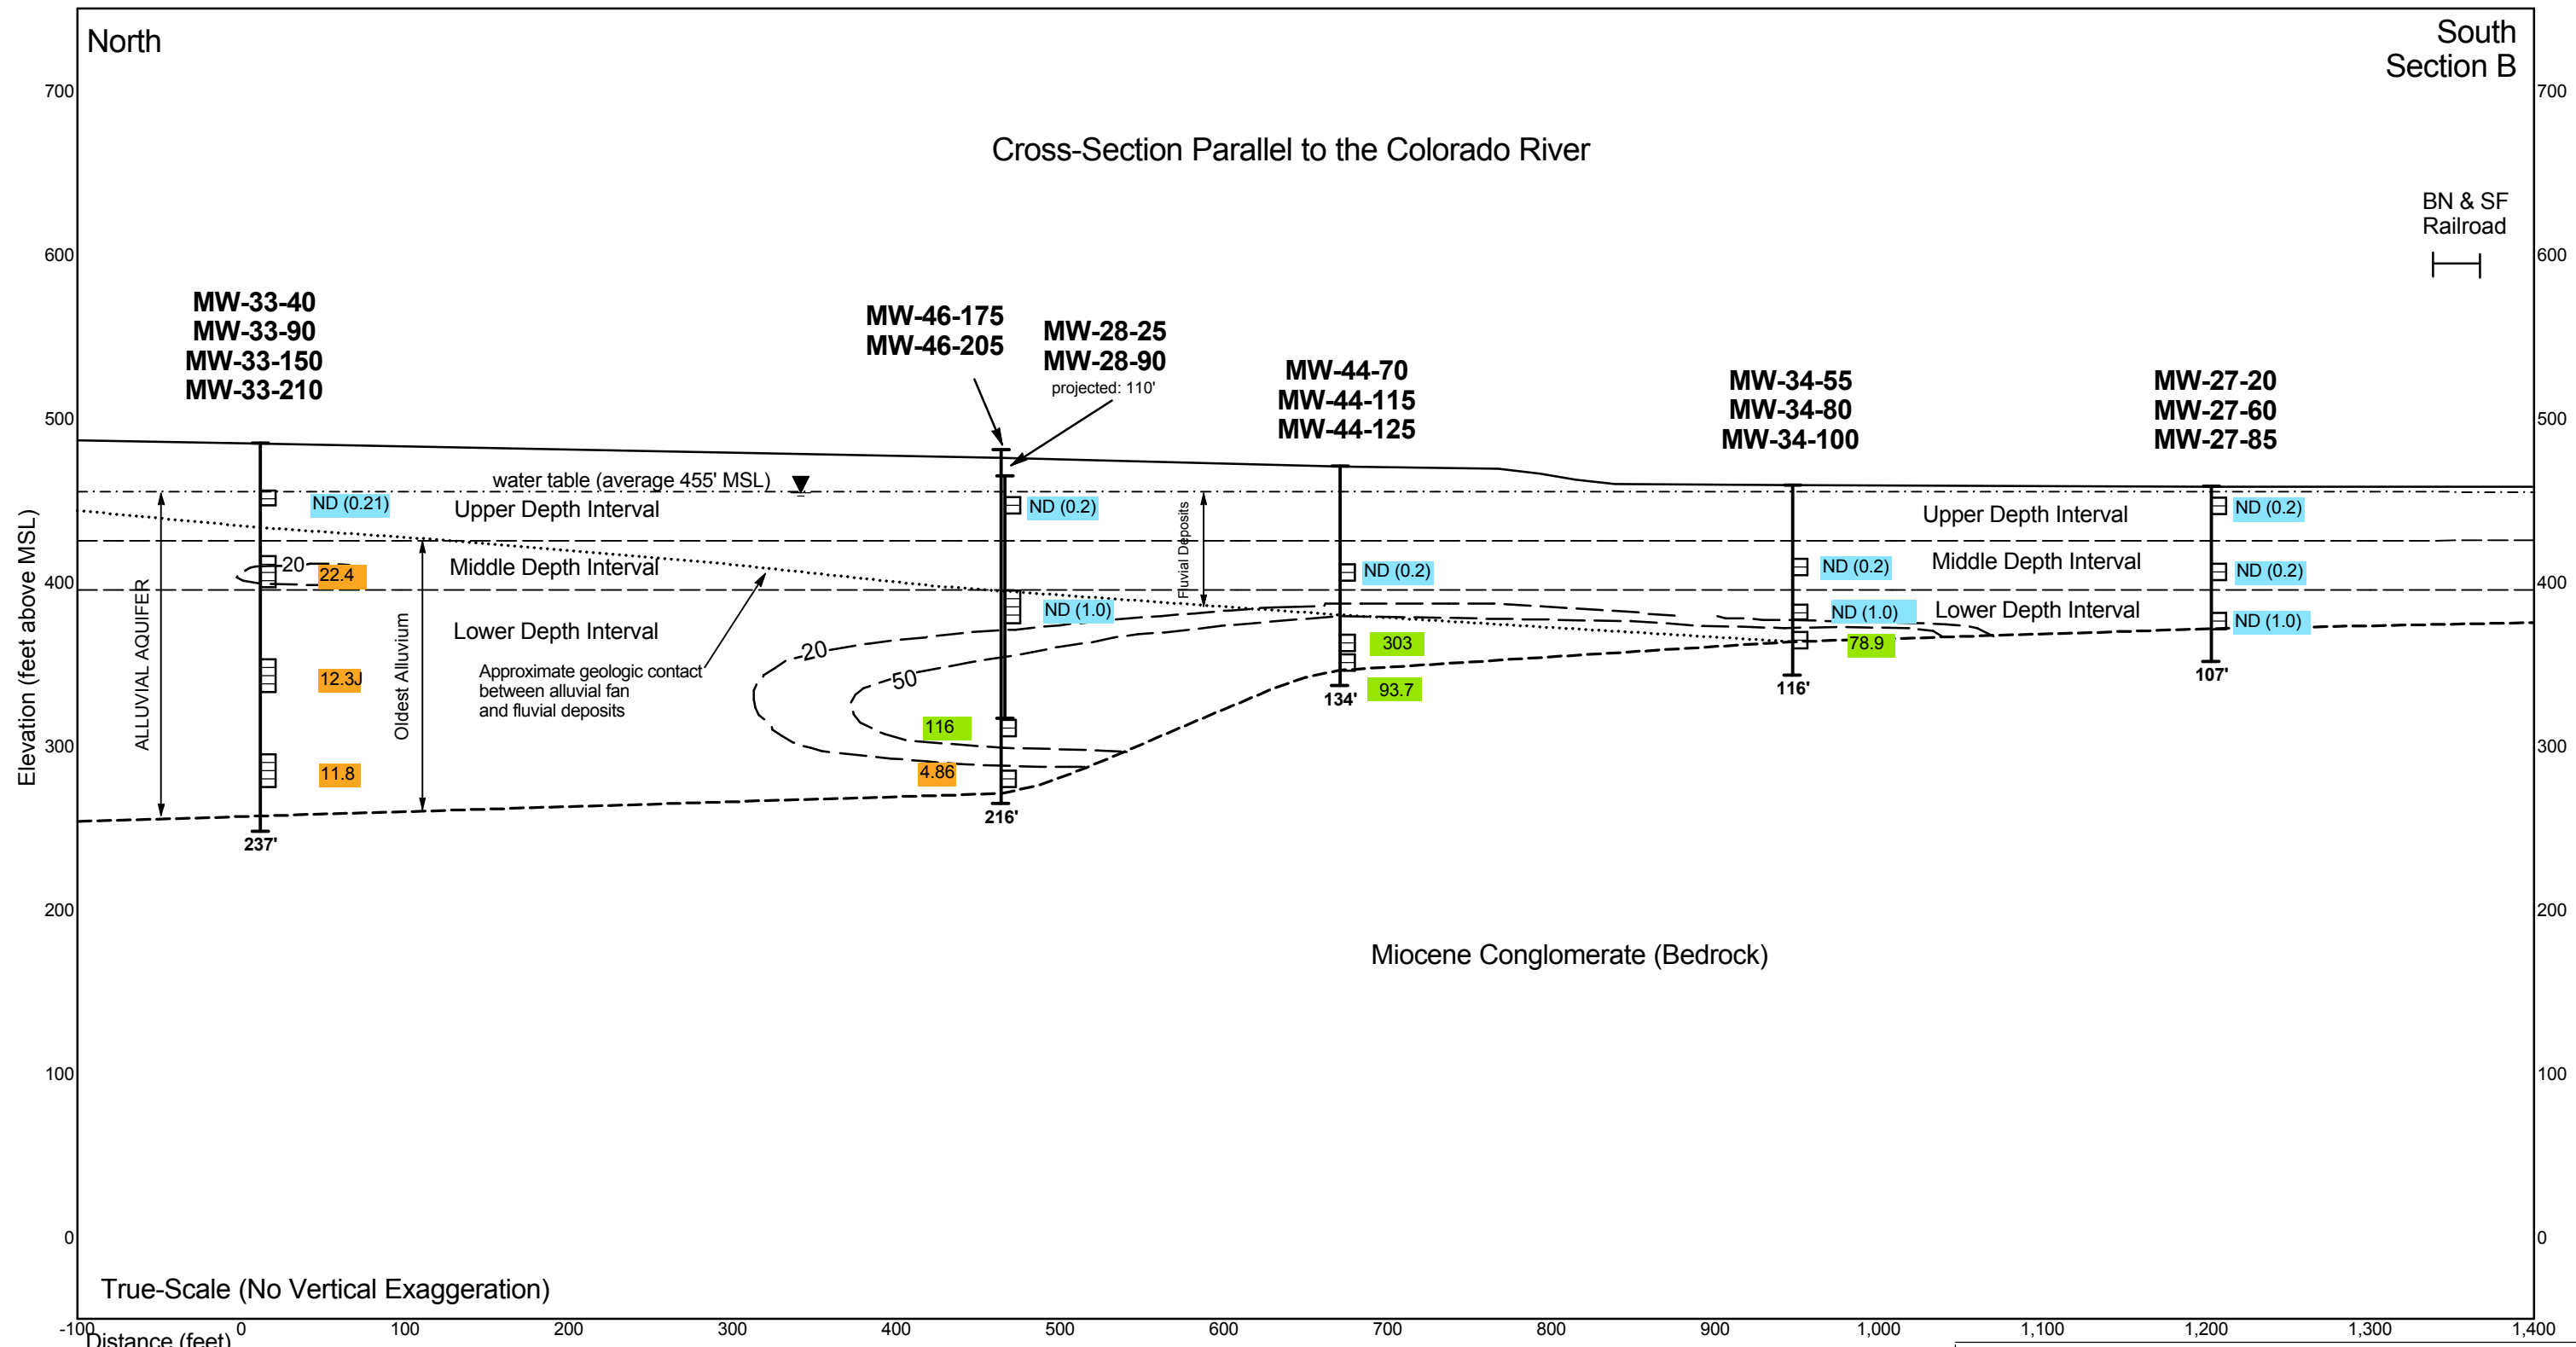 North
South
Section B
Cross-Section Parallel to the Colorado River
BN & SF
Railroad
700
600
500
400
300
200
100
0
Elevation (feet above MSL)
700
600
500
400
300
200
100
0
MW-33-40
MW-33-90
MW-33-150
MW-33-210
MW-46-175
MW-46-205
MW-28-25
MW-28-90
projected: 110'
MW-44-70
MW-44-115
MW-44-125
MW-34-55
MW-34-80
MW-34-100
MW-27-20
MW-27-60
MW-27-85
water table (average 455' MSL)
ND (0.21)
Upper Depth Interval
ND (0.2)
Fluvial Deposits
Upper Depth Interval
ND (0.2)
20
22.4
Middle Depth Interval
ND (0.2)
ND (0.2)
Middle Depth Interval
ND (0.2)
ALLUVIAL AQUIFER
Oldest Alluvium
Lower Depth Interval
ND (1.0)
ND (1.0)
Lower Depth Interval
ND (1.0)
20
50
303
78.9
12.3J
Approximate geologic contact
between alluvial fan
and fluvial deposits
93.7
134'
116'
107'
116
11.8
4.86
237'
216'
Miocene Conglomerate (Bedrock)
True-Scale (No Vertical Exaggeration)
-100
0
100
200
300
400
500
600
700
800
900
1,000
1,100
1,200
1,300
1,400
Distance (feet)